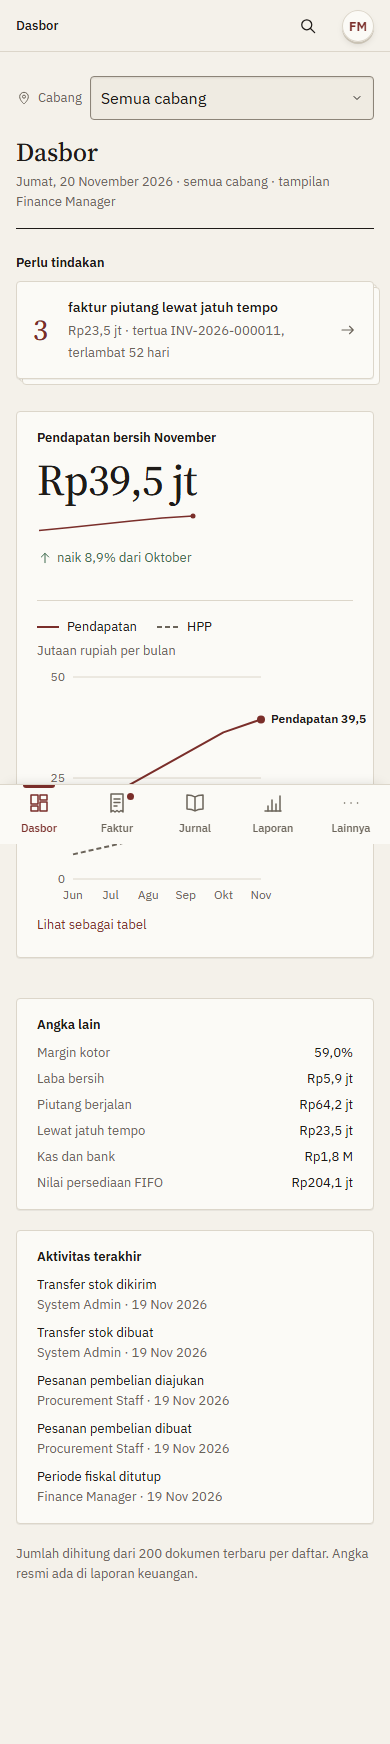 Dasbor
FM
Cabang
Semua cabang
Dasbor
Jumat, 20 November 2026 · semua cabang · tampilan
Finance Manager
Perlu tindakan
3
faktur piutang lewat jatuh tempo
Rp23,5 jt · tertua INV-2026-000011,
terlambat 52 hari
Pendapatan bersih November
Rp39,5 jt
↑ naik 8,9% dari Oktober
Pendapatan HPP
Jutaan rupiah per bulan
50
Pendapatan 39,5
25
Dasbor Faktur Jurnal Laporan Lainnya
0
Jun Jul Agu Sep Okt Nov
Lihat sebagai tabel
Angka lain
Margin kotor 59,0%
Laba bersih Rp5,9 jt
Piutang berjalan Rp64,2 jt
Lewat jatuh tempo Rp23,5 jt
Kas dan bank Rp1,8 M
Nilai persediaan FIFO Rp204,1 jt
Aktivitas terakhir
Transfer stok dikirim
System Admin · 19 Nov 2026
Transfer stok dibuat
System Admin · 19 Nov 2026
Pesanan pembelian diajukan
Procurement Staff · 19 Nov 2026
Pesanan pembelian dibuat
Procurement Staff · 19 Nov 2026
Periode fiskal ditutup
Finance Manager · 19 Nov 2026
Jumlah dihitung dari 200 dokumen terbaru per daftar. Angka
resmi ada di laporan keuangan.